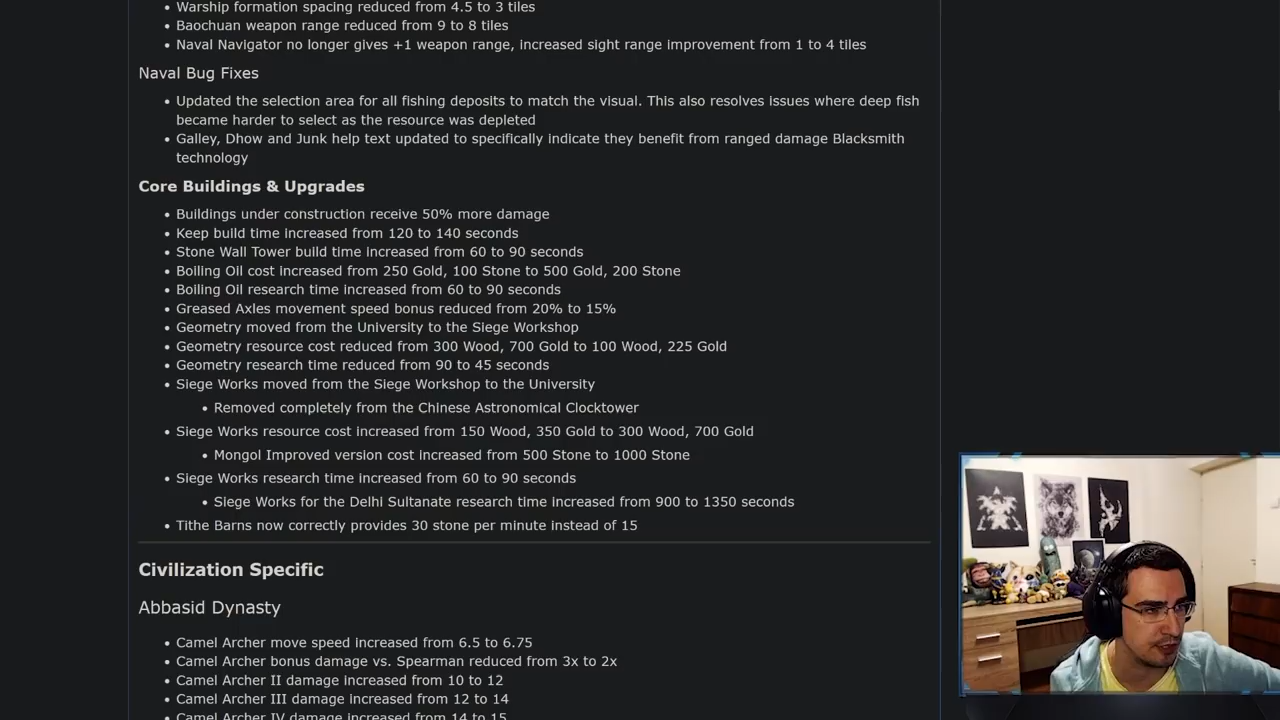 Warship formation spacing reduced from 4.5 to 3 tiles
Baochuan weapon range reduced from 9 to 8 tiles
Naval Navigator no longer gives +1 weapon range, increased sight range improvement from 1 to 4 tiles
Naval Bug Fixes
Updated the selection area for all fishing deposits to match the visual. This also resolves issues where deep fish
became harder to select as the resource was depleted
Galley, Dhow and Junk help text updated to specifically indicate they benefit from ranged damage Blacksmith
technology
Core Buildings & Upgrades
Buildings under construction receive 50% more damage
Keep build time increased from 120 to 140 seconds
Stone Wall Tower build time increased from 60 to 90 seconds
Boiling Oil cost increased from 250 Gold, 100 Stone to 500 Gold, 200 Stone
Boiling Oil research time increased from 60 to 90 seconds
Greased Axles movement speed bonus reduced from 20% to 15%
Geometry moved from the University to the Siege Workshop
Geometry resource cost reduced from 300 Wood, 700 Gold to 100 Wood, 225 Gold
Geometry research time reduced from 90 to 45 seconds
Siege Works moved from the Siege Workshop to the University
Removed completely from the Chinese Astronomical Clocktower
Siege Works resource cost increased from 150 Wood, 350 Gold to 300 Wood, 700 Gold
Mongol Improved version cost increased from 500 Stone to 1000 Stone
Siege Works research time increased from 60 to 90 seconds
Siege Works for the Delhi Sultanate research time increased from 900 to 1350 seconds
Tithe Barns now correctly provides 30 stone per minute instead of 15
Civilization Specific
Abbasid Dynasty
Camel Archer move speed increased from 6.5 to 6.75
Camel Archer bonus damage vs. Spearman reduced from 3x to 2x
Camel Archer II damage increased from 10 to 12
Camel Archer III damage increased from 12 to 14
Camel Archer IV damage increased from 14 to 15